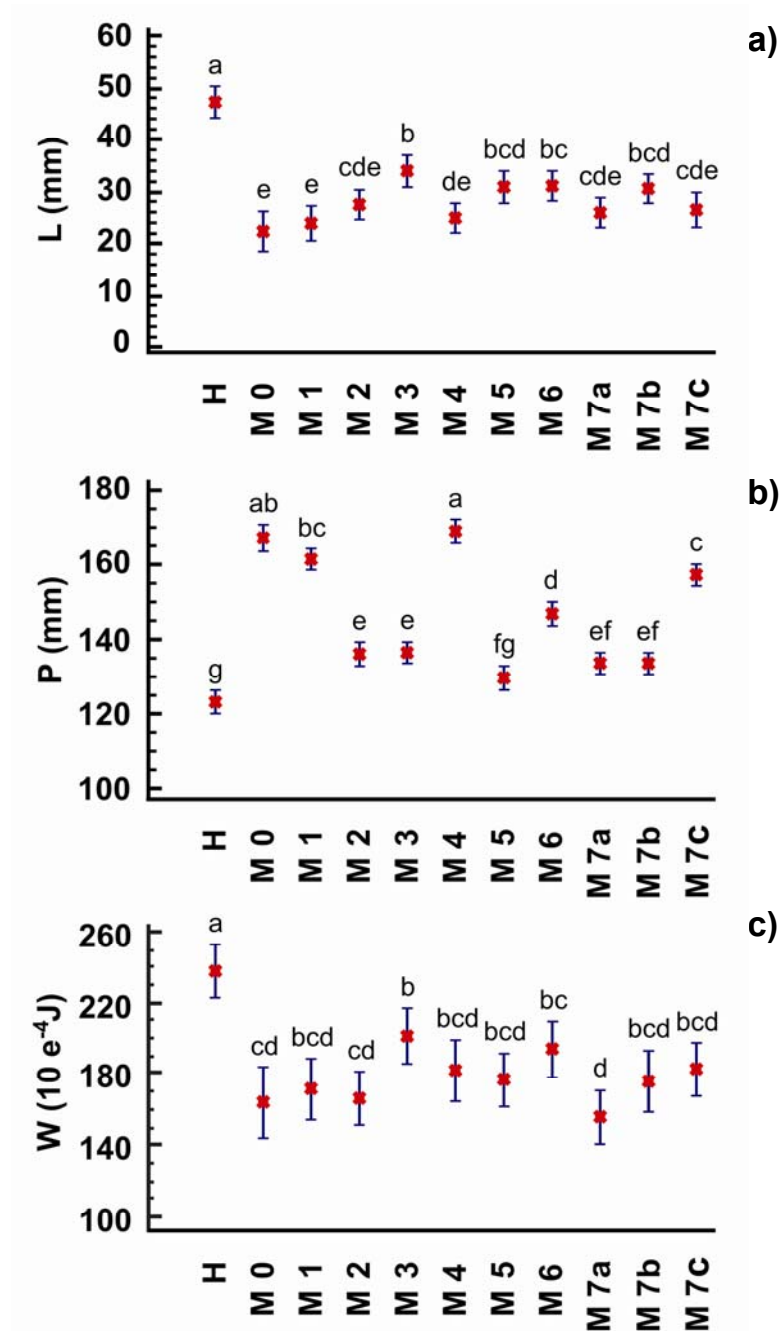 a)
L (mm)
60
50
40
30
20
10
0
a
e
e
cde
b
de
bcd
bc
cde
bcd
cde
H
M 0
M 1
M 2
M 3
M 4
M 5
M 6
M 7a
M 7b
M 7c
b)
P (mm)
180
160
140
120
100
g
ab
bc
e
e
a
fg
d
ef
ef
c
H
M 0
M 1
M 2
M 3
M 4
M 5
M 6
M 7a
M 7b
M 7c
c)
W (10 e⁻⁴J)
260
220
180
140
100
a
cd
bcd
cd
b
bcd
bcd
bc
d
bcd
bcd
H
M 0
M 1
M 2
M 3
M 4
M 5
M 6
M 7a
M 7b
M 7c